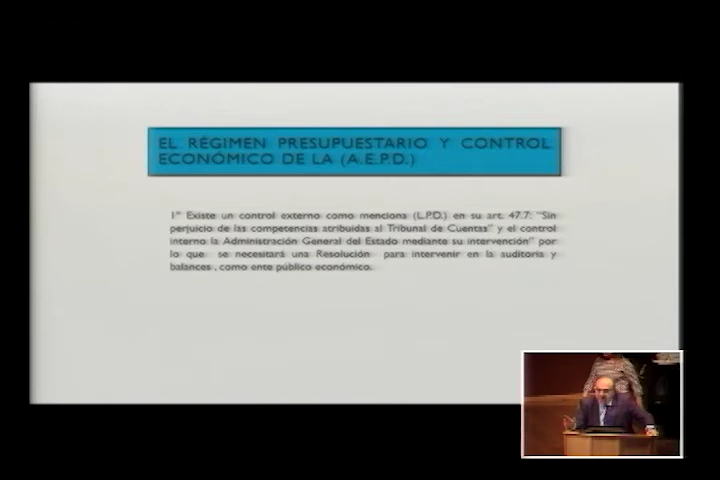 EL RÉGIMEN PRESUPUESTARIO Y CONTROL
ECONÓMICO DE LA (A.E.P.D.)
1º Existe un control externo como menciona (L.P.D.) en su art. 47.7: "Sin
perjuicio de las competencias atribuidas al Tribunal de Cuentas" y el control
interno la Administración General del Estado mediante su intervención" por
lo que se necesitará una Resolución para intervenir en la auditoria y
balances , como ente público económico.